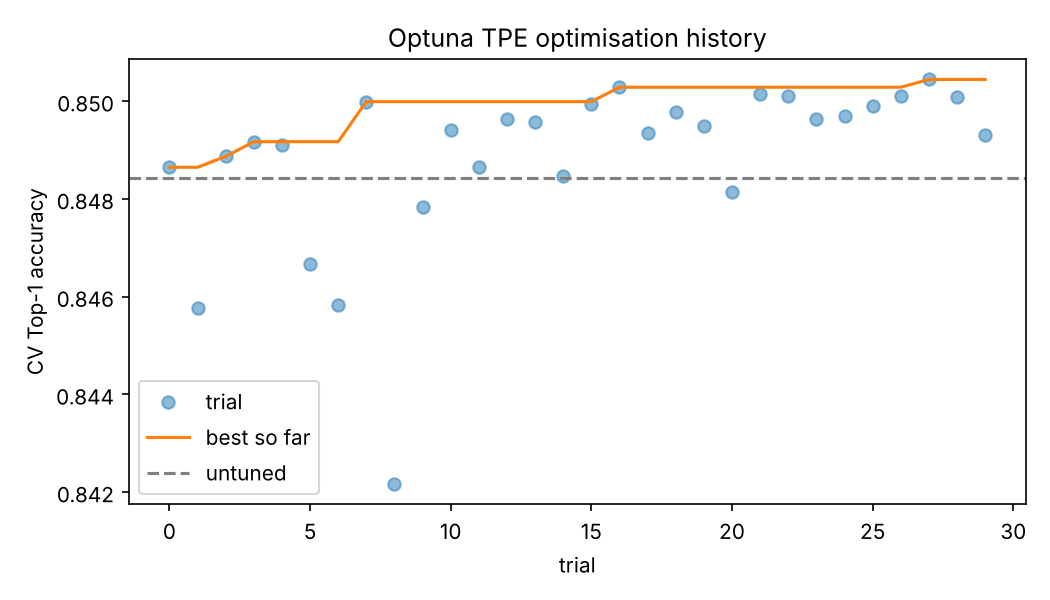 Optuna TPE optimisation history
CV Top-1 accuracy
0.850
0.848
0.846
0.844
0.842
trial
best so far
untuned
0 5 10 15 20 25 30
trial